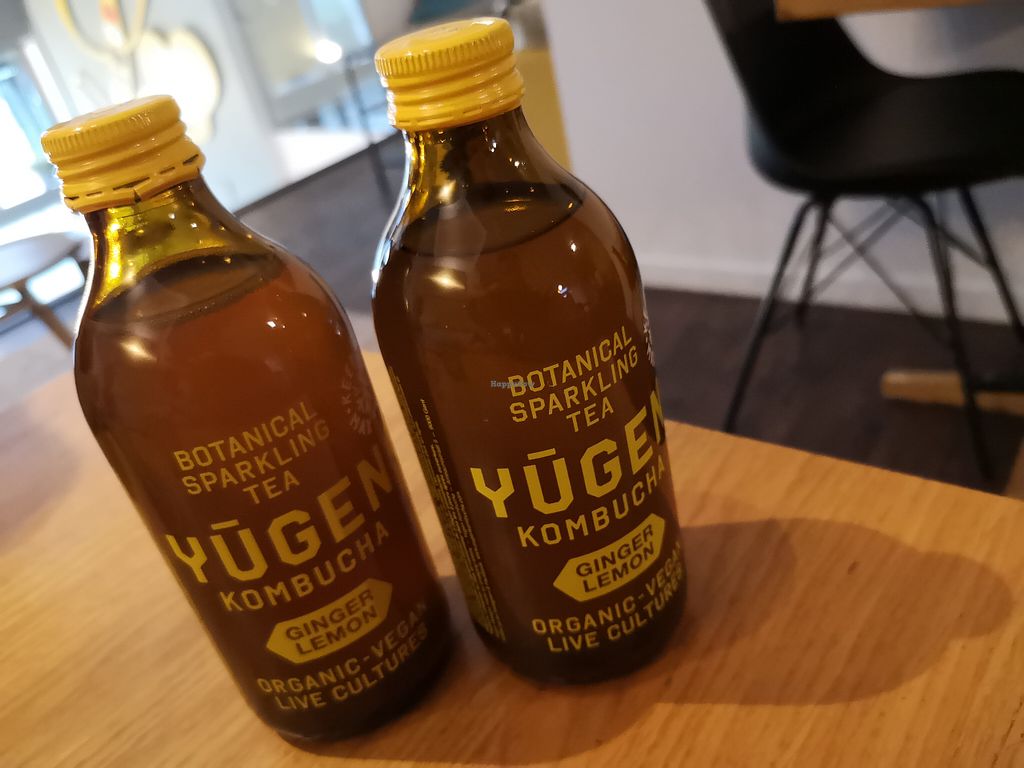 BOTANICAL
SPARKLING
TEA
YŪGEN
KOMBUCHA
GINGER
LEMON
ORGANIC-VEGAN
LIVE CULTURES
BOTANICAL
SPARKLING
TEA
YŪGEN
KOMBUCHA
GINGER
LEMON
ORGANIC-VEGAN
LIVE CULTURES